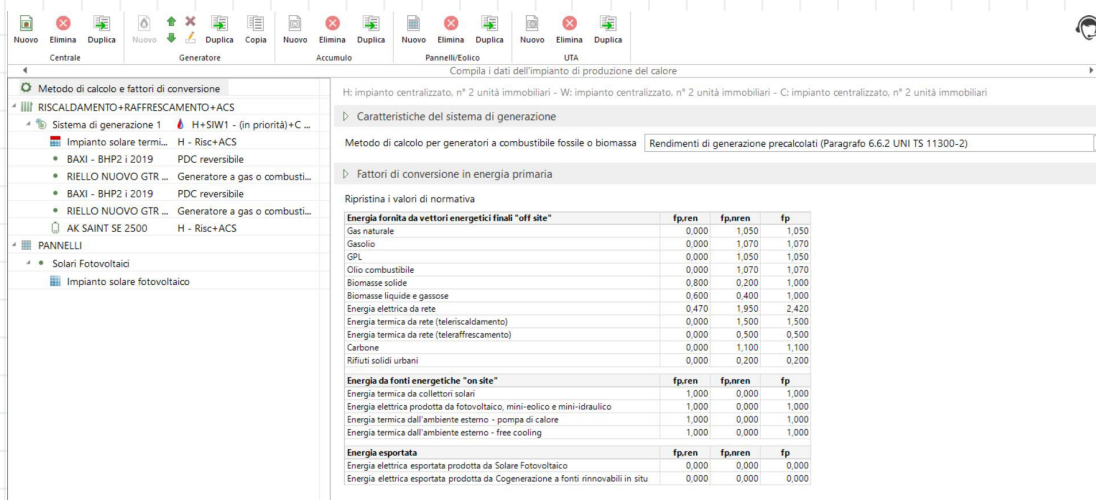 Nuovo Elimina Duplica Nuovo Duplica Copia Nuovo Elimina Duplica Nuovo Elimina Duplica Nuovo Elimina Duplica
Centrale Generatore Accumulo Pannelli/Eolico UTA
Compila i dati dell'impianto di produzione del calore
Metodo di calcolo e fattori di conversione
RISCALDAMENTO+RAFFRESCAMENTO+ACS
Sistema di generazione 1 H+SIW1 - (in priorità)+C ...
Impianto solare termi... H - Risc+ACS
BAXI - BHP2 i 2019 PDC reversibile
RIELLO NUOVO GTR ... Generatore a gas o combusti...
BAXI - BHP2 i 2019 PDC reversibile
RIELLO NUOVO GTR ... Generatore a gas o combusti...
AK SAINT SE 2500 H - Risc+ACS
PANNELLI
Solari Fotovoltaici
Impianto solare fotovoltaico
H: impianto centralizzato, n° 2 unità immobiliari - W: impianto centralizzato, n° 2 unità immobiliari - C: impianto centralizzato, n° 2 unità immobiliari
Caratteristiche del sistema di generazione
Metodo di calcolo per generatori a combustibile fossile o biomassa Rendimenti di generazione precalcolati (Paragrafo 6.6.2 UNI TS 11300-2)
Fattori di conversione in energia primaria
Ripristina i valori di normativa
Energia fornita da vettori energetici finali "off site" fp,ren fp,nren fp
Gas naturale 0,000 1,050 1,050
Gasolio 0,000 1,070 1,070
GPL 0,000 1,050 1,050
Olio combustibile 0,000 1,070 1,070
Biomasse solide 0,800 0,200 1,000
Biomasse liquide e gassose 0,600 0,400 1,000
Energia elettrica da rete 0,470 1,950 2,420
Energia termica da rete (teleriscaldamento) 0,000 1,500 1,500
Energia termica da rete (teleraffrescamento) 0,000 0,500 0,500
Carbone 0,000 1,100 1,100
Rifiuti solidi urbani 0,000 0,200 0,200
Energia da fonti energetiche "on site" fp,ren fp,nren fp
Energia termica da collettori solari 1,000 0,000 1,000
Energia elettrica prodotta da fotovoltaico, mini-eolico e mini-idraulico 1,000 0,000 1,000
Energia termica dall'ambiente esterno - pompa di calore 1,000 0,000 1,000
Energia termica dall'ambiente esterno - free cooling 1,000 0,000 1,000
Energia esportata fp,ren fp,nren fp
Energia elettrica esportata prodotta da Solare Fotovoltaico 0,000 0,000 0,000
Energia elettrica esportata prodotta da Cogenerazione a fonti rinnovabili in situ 0,000 0,000 0,000